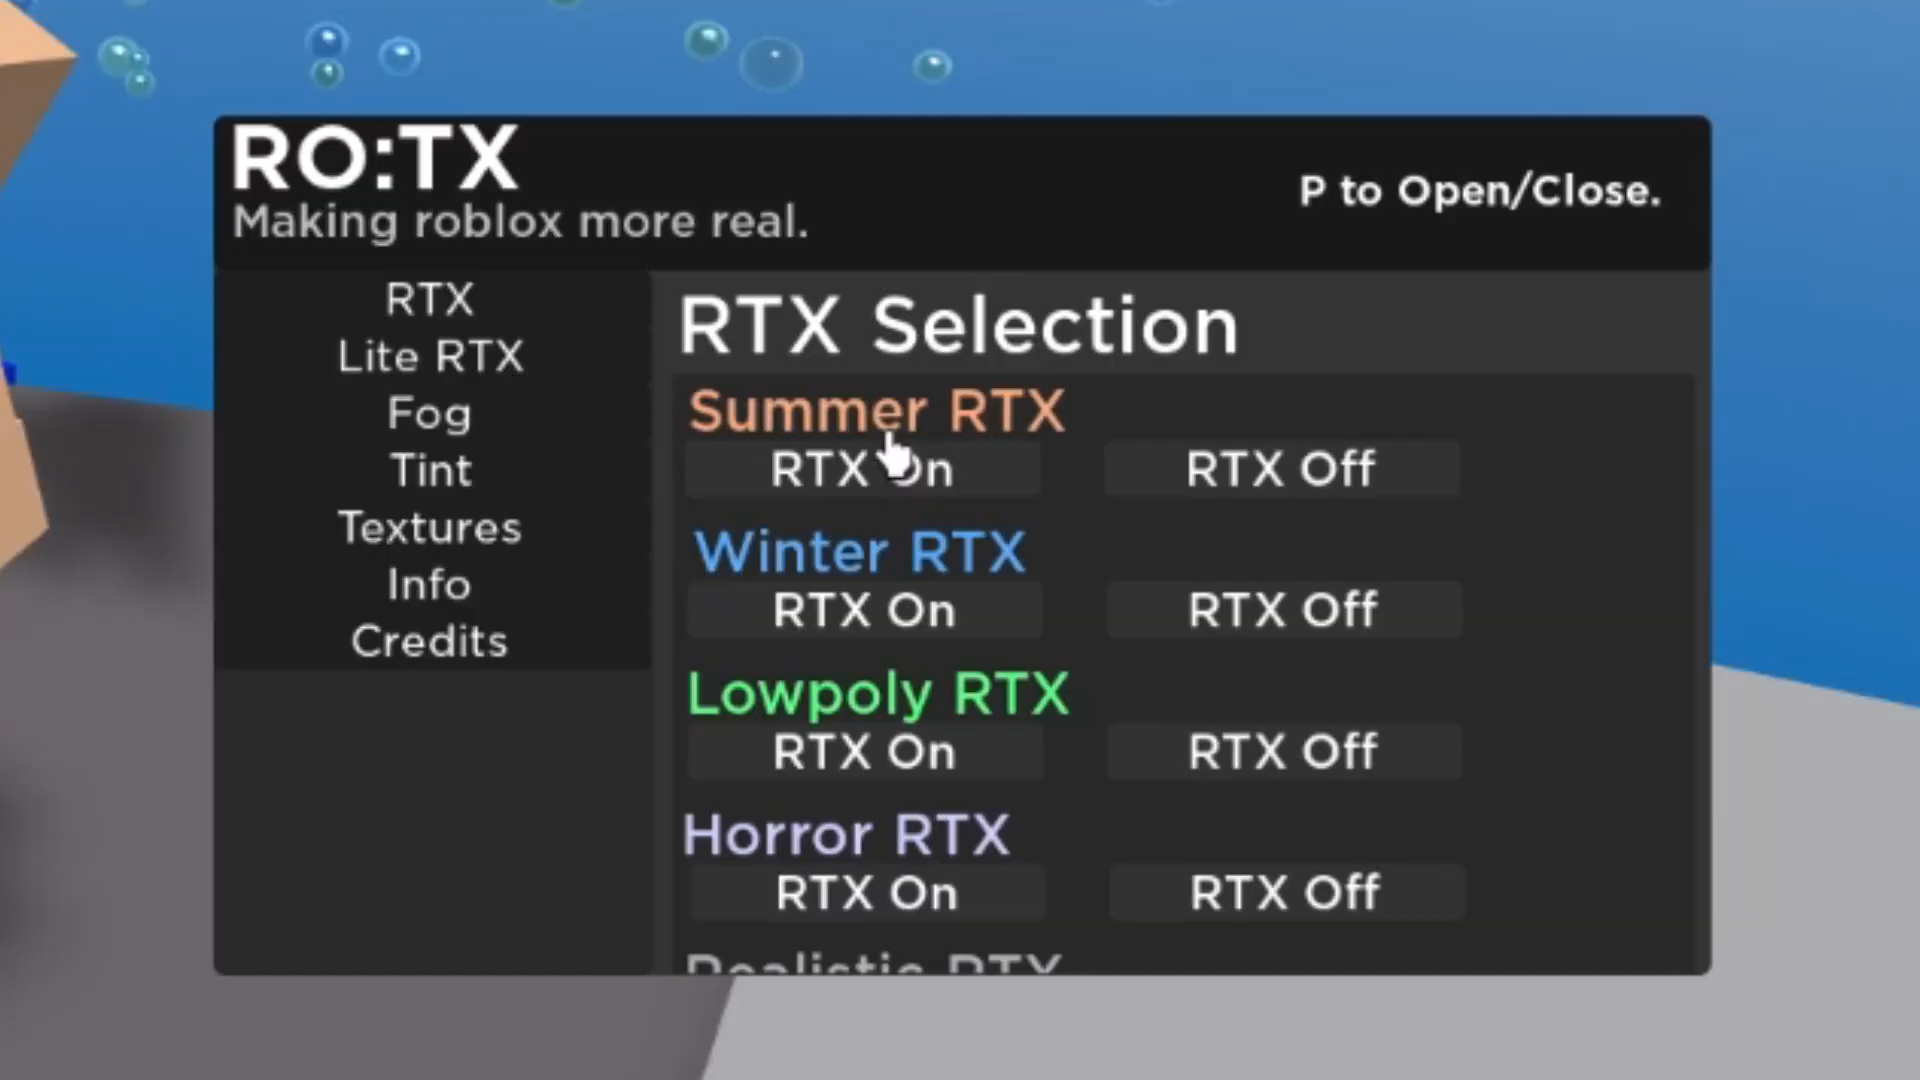 RO:TX
Making roblox more real.
P to Open/Close.
RTX
Lite RTX
Fog
Tint
Textures
Info
Credits
RTX Selection
Summer RTX
RTX On RTX Off
Winter RTX
RTX On RTX Off
Lowpoly RTX
RTX On RTX Off
Horror RTX
RTX On RTX Off
Realistic RTX